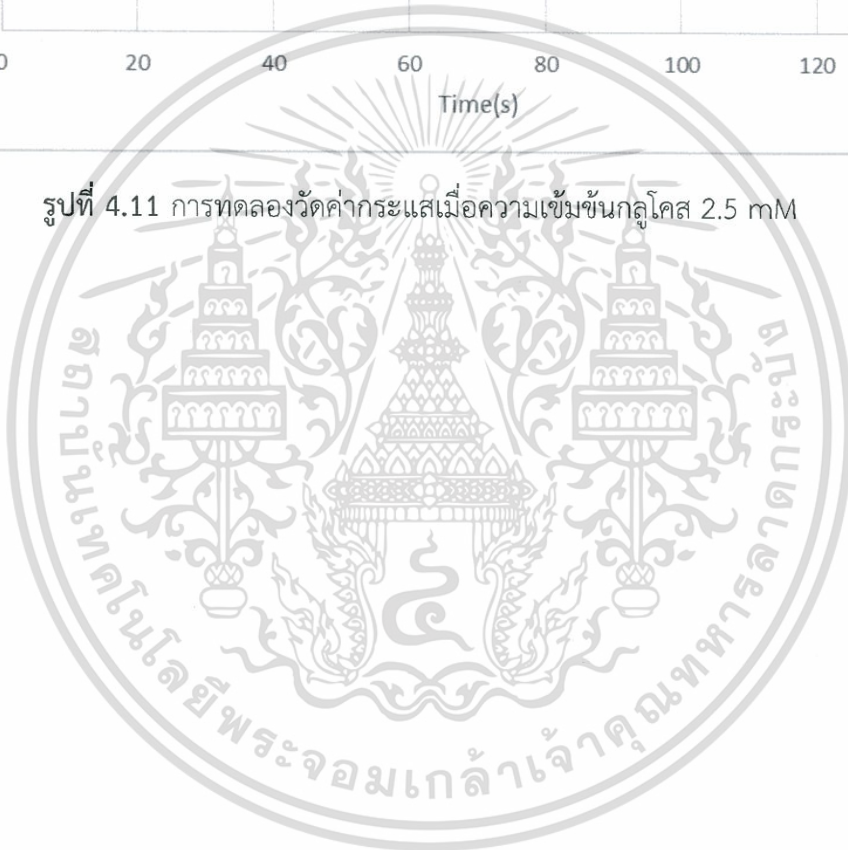 0 20 40 60 80 100 120
Time(s)
รูปที่ 4.11 การทดลองวัดค่ากระแสเมื่อความเข้มข้นกลูโคส 2.5 mM
สถาบันเทคโนโลยีพระจอมเกล้าเจ้าคุณทหารลาดกระบัง